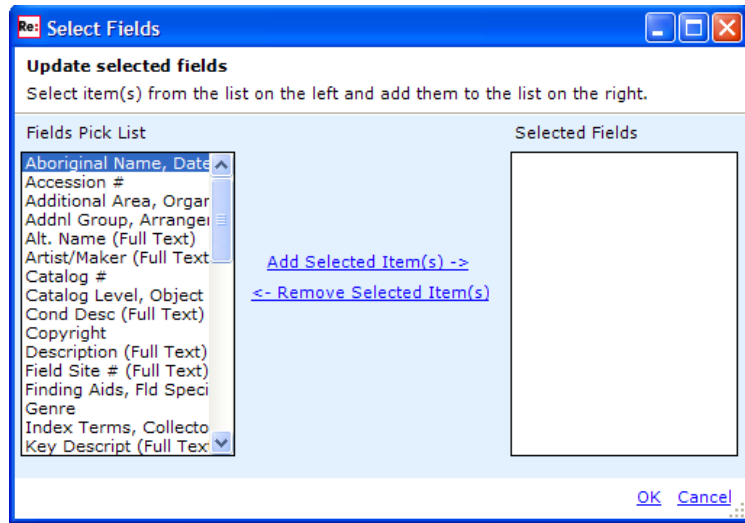 Re: Select Fields
Update selected fields
Select item(s) from the list on the left and add them to the list on the right.
Fields Pick List
Selected Fields
Aboriginal Name, Date
Accession #
Additional Area, Organ
Addnl Group, Arranger
Alt. Name (Full Text)
Artist/Maker (Full Text
Catalog #
Catalog Level, Object
Cond Desc (Full Text)
Copyright
Description (Full Text)
Field Site # (Full Text)
Finding Aids, Fld Speci
Genre
Index Terms, Collecto
Key Descript (Full Tex
Add Selected Item(s) ->
<- Remove Selected Item(s)
OK Cancel